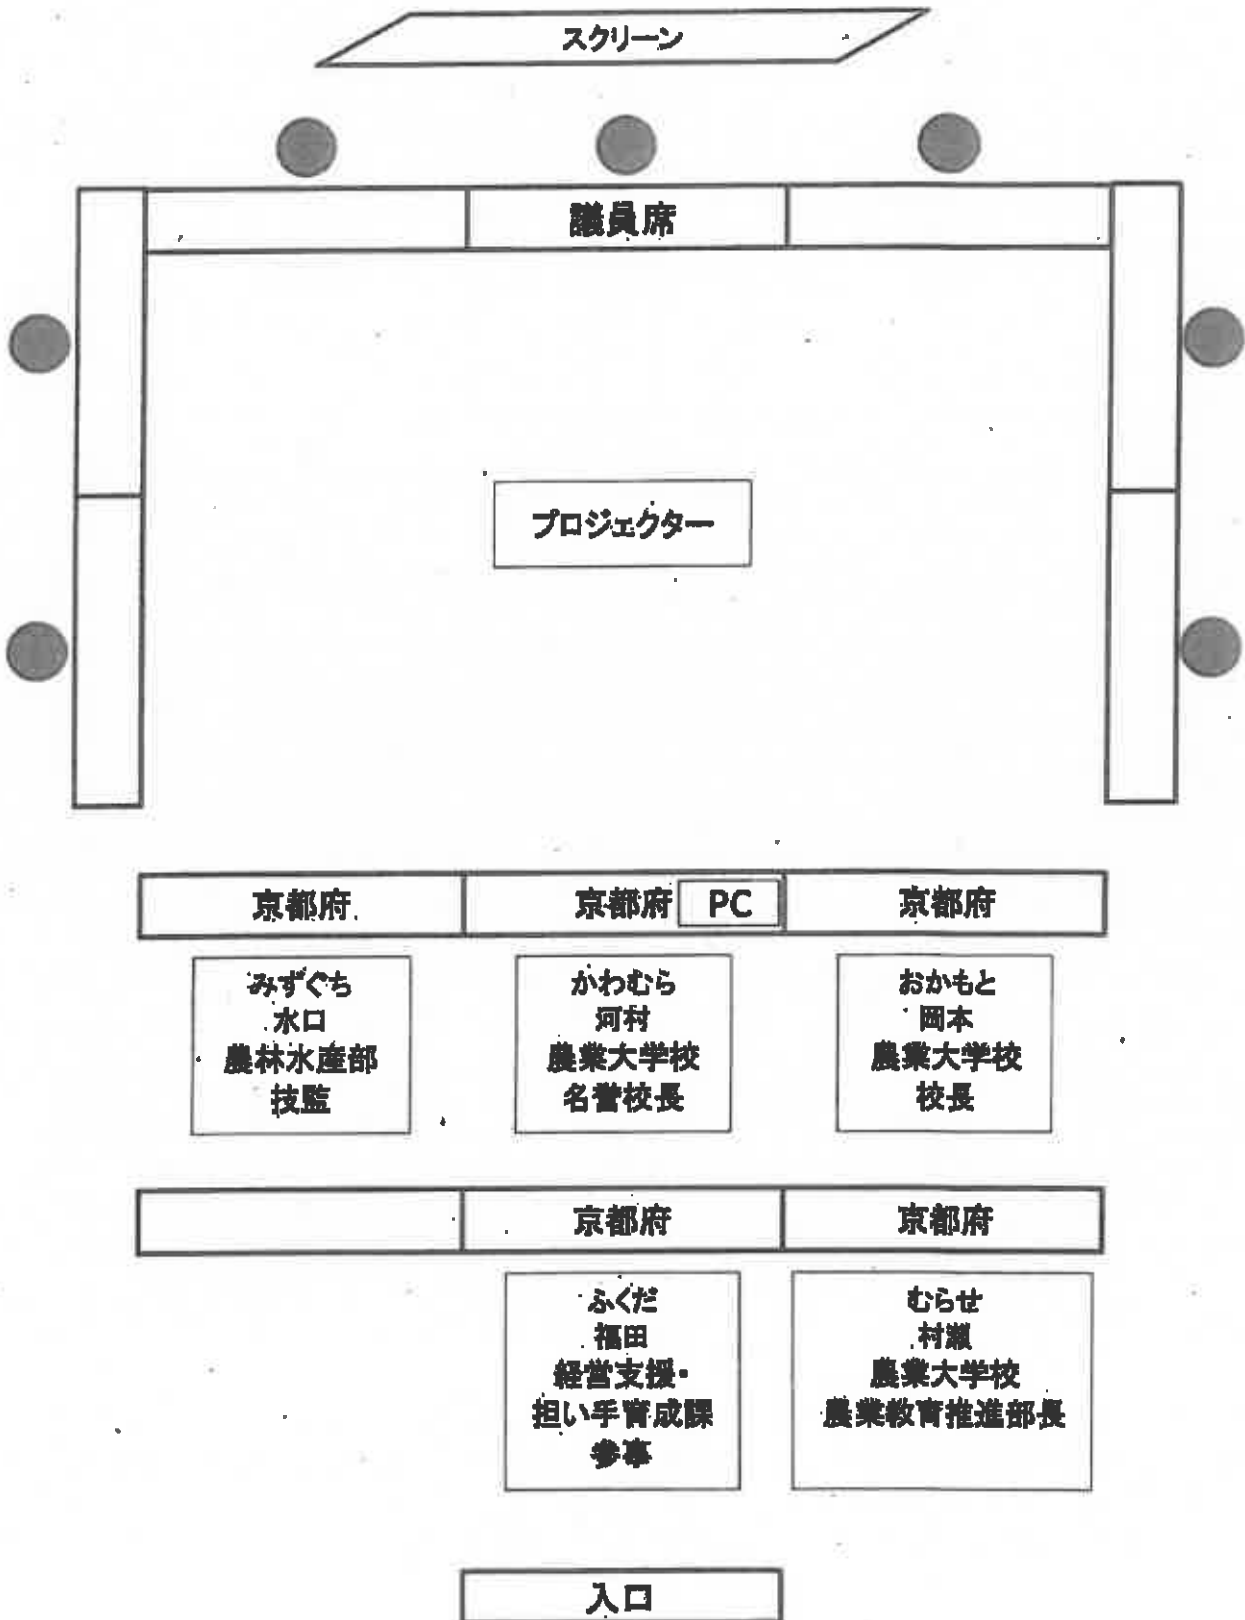 スクリーン
議員席
プロジェクター
京都府
京都府
PC
京都府
みずぐち
水口
農林水産部
技監
かわむら
河村
農業大学校
名誉校長
おかもと
岡本
農業大学校
校長
京都府
京都府
ふくだ
福田
経営支援・
担い手育成課
参事
むらせ
村瀬
農業大学校
農業教育推進部長
入口